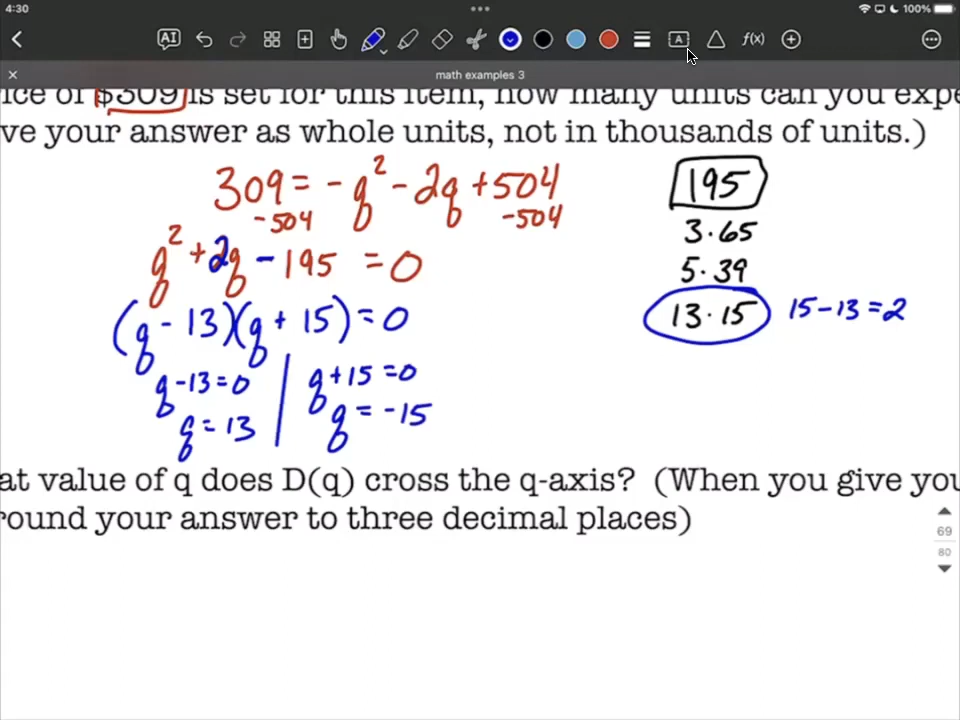 4:30
100%
math examples 3
ice of $309 is set for this item, how many units can you expe
ve your answer as whole units, not in thousands of units.)
309 = -q² - 2q + 504
-504 -504
q² + 2q - 195 = 0
(q - 13)(q + 15) = 0
q - 13 = 0
q = 13
q + 15 = 0
q = -15
195
3·65
5·39
13·15 15-13=2
at value of q does D(q) cross the q-axis? (When you give you
round your answer to three decimal places)
69
80